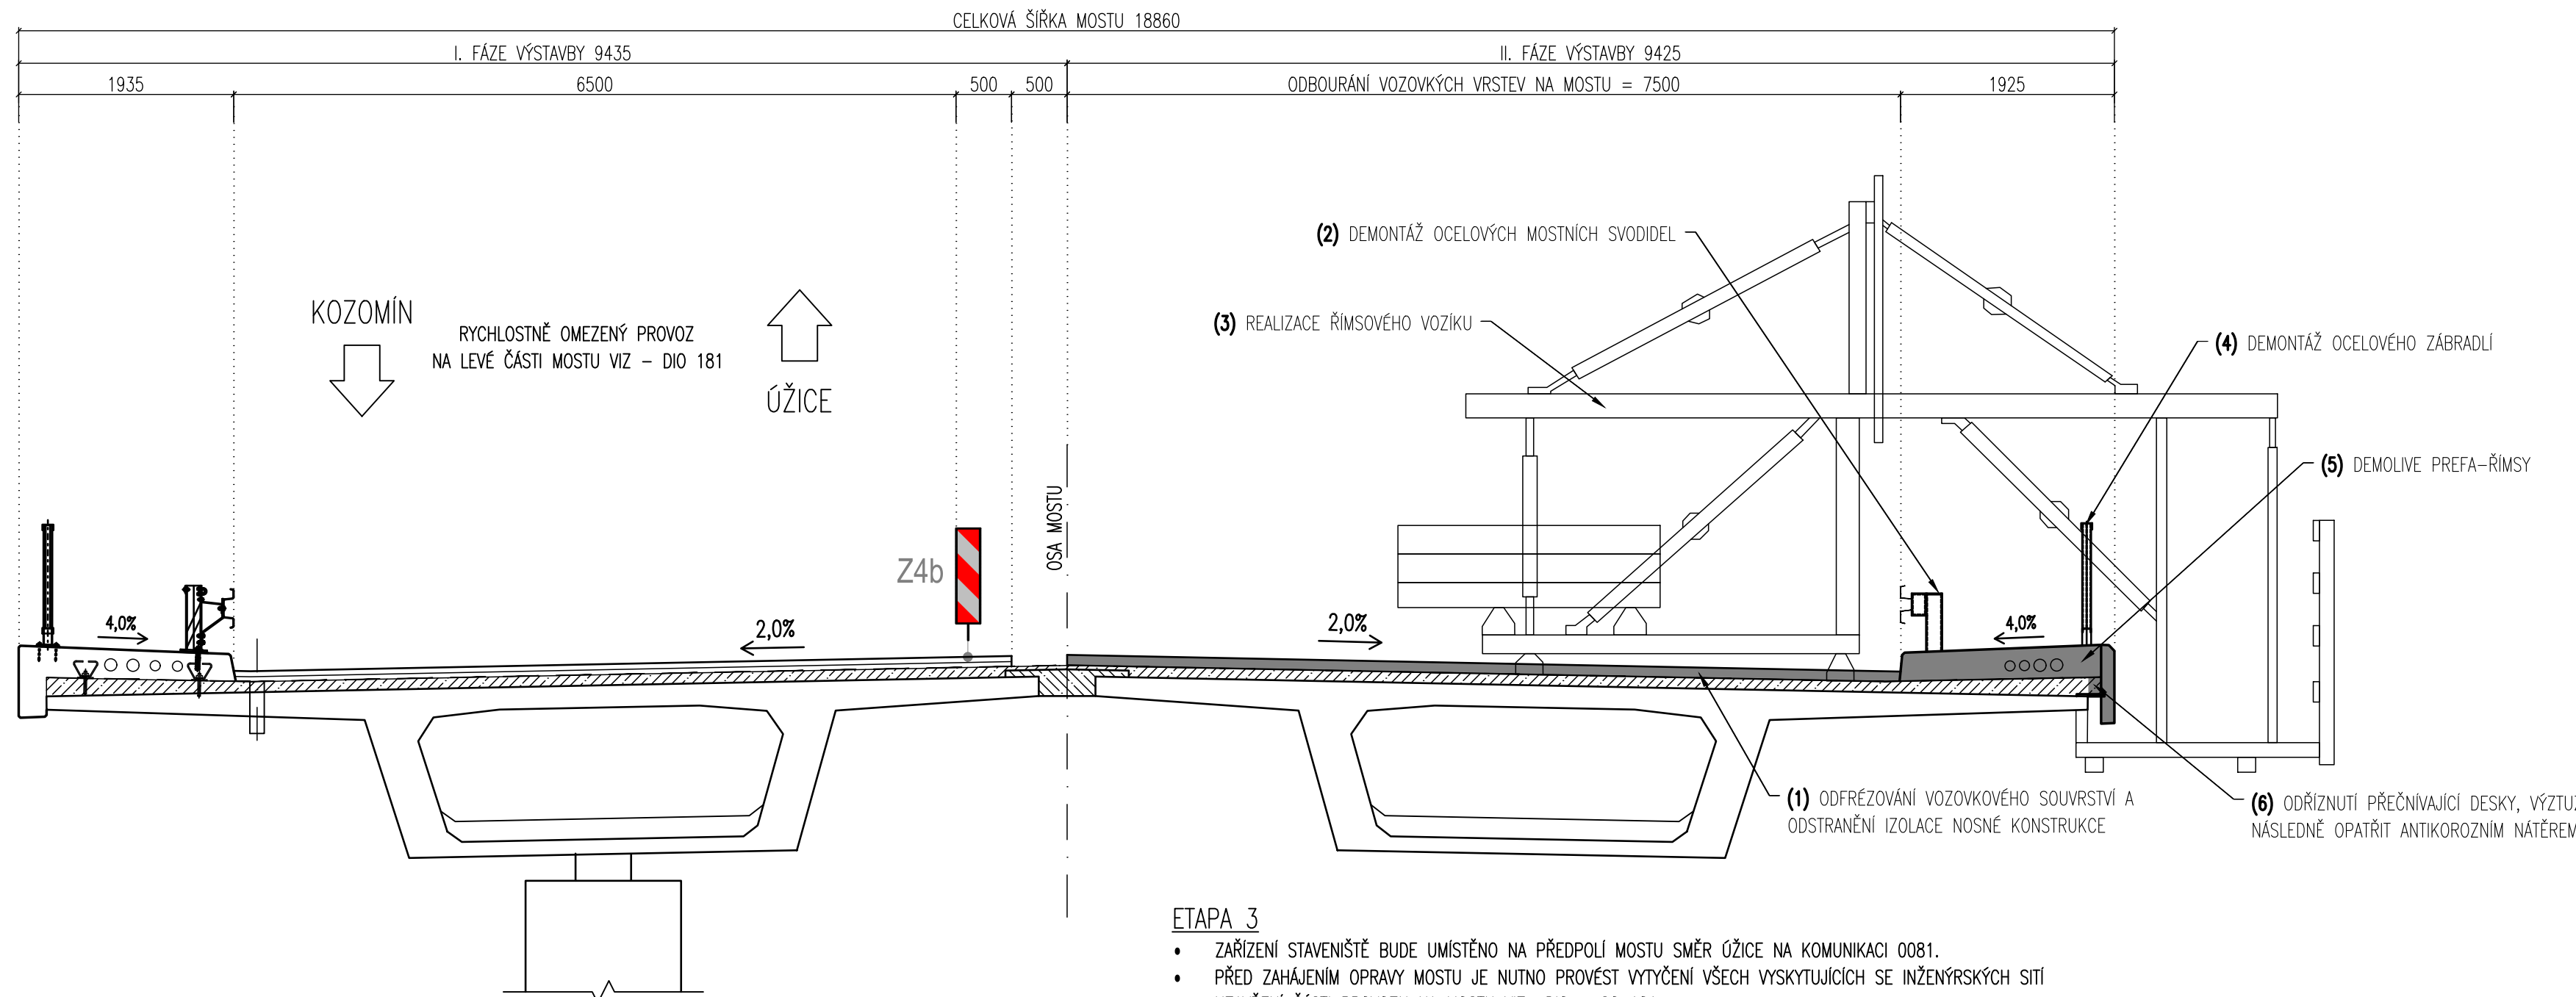 CELKOVÁ ŠÍŘKA MOSTU 18860
I. FÁZE VÝSTAVBY 9435
II. FÁZE VÝSTAVBY 9425
1935
6500
500
500
ODBOURÁNÍ VOZOVKÝCH VRSTEV NA MOSTU = 7500
1925
(2) DEMONTÁŽ OCELOVÝCH MOSTNÍCH SVODIDEL
KOZOMÍN
RYCHLOSTNĚ OMEZENÝ PROVOZ
NA LEVÉ ČÁSTI MOSTU VIZ – DIO 181
ÚŽICE
(3) REALIZACE ŘÍMSOVÉHO VOZÍKU
(4) DEMONTÁŽ OCELOVÉHO ZÁBRADLÍ
(5) DEMOLIVE PREFA–ŘÍMSY
OSA MOSTU
Z4b
4,0%
2,0%
2,0%
4,0%
(1) ODFRÉZOVÁNÍ VOZOVKOVÉHO SOUVRSTVÍ A
ODSTRANĚNÍ IZOLACE NOSNÉ KONSTRUKCE
(6) ODŘÍZNUTÍ PŘEČNÍVAJÍCÍ DESKY,
NÁSLEDNĚ OPATŘIT ANTIKOROZNÍM NÁTĚREM
ETAPA 3
• ZAŘÍZENÍ STAVENIŠTĚ BUDE UMÍSTĚNO NA PŘEDPOLÍ MOSTU SMĚR ÚŽICE NA KOMUNIKACI 0081.
• PŘED ZAHÁJENÍM OPRAVY MOSTU JE NUTNO PROVÉST VYTYČENÍ VŠECH VYSKYTUJÍCÍCH SE INŽENÝRSKÝCH SITÍ